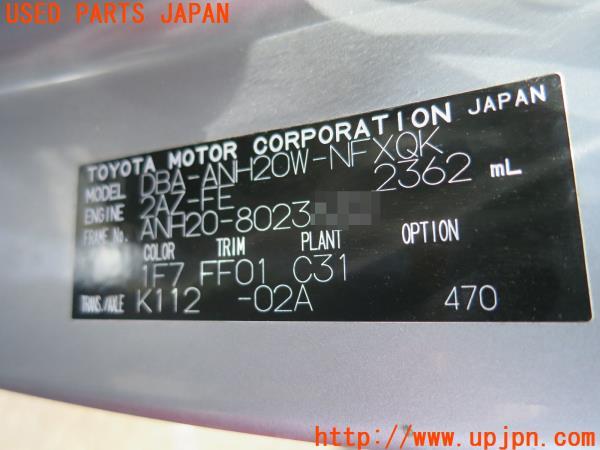 USED PARTS JAPAN
TOYOTA MOTOR CORPORATION JAPAN
MODEL DBA-ANH20W-NFXQK
ENGINE 2AZ-FE 2362 mL
FRAME No. ANH20-8023
COLOR TRIM PLANT OPTION
1F7 FF01 C31
TRANS./AXLE K112 -02A 470
http://www.upjpn.com/